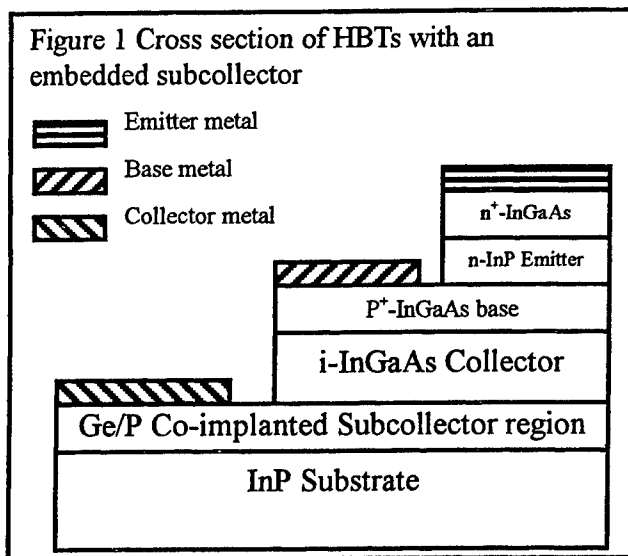 Figure 1 Cross section of HBTs with an
embedded subcollector
Emitter metal
Base metal
Collector metal
n⁺-InGaAs
n-InP Emitter
P⁺-InGaAs base
i-InGaAs Collector
Ge/P Co-implanted Subcollector region
InP Substrate